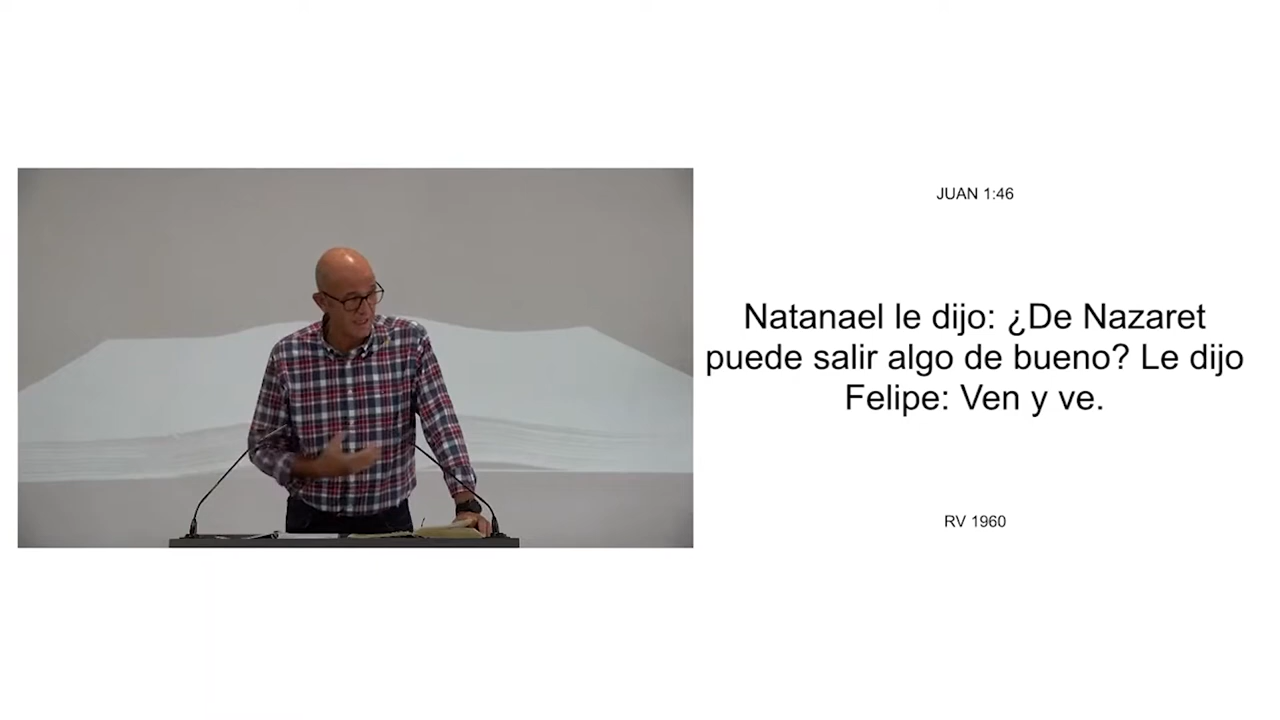 JUAN 1:46
Natanael le dijo: ¿De Nazaret
puede salir algo de bueno? Le dijo
Felipe: Ven y ve.
RV 1960